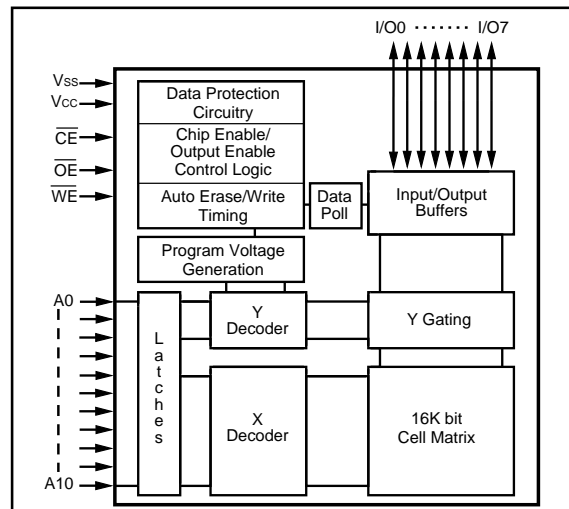 I/O0 ········ I/O7
VSS
VCC
CE
OE
WE
Data Protection
Circuitry
Chip Enable/
Output Enable
Control Logic
Auto Erase/Write
Timing
Data
Poll
Input/Output
Buffers
Program Voltage
Generation
A0
A10
L
a
t
c
h
e
s
Y
Decoder
Y Gating
X
Decoder
16K bit
Cell Matrix